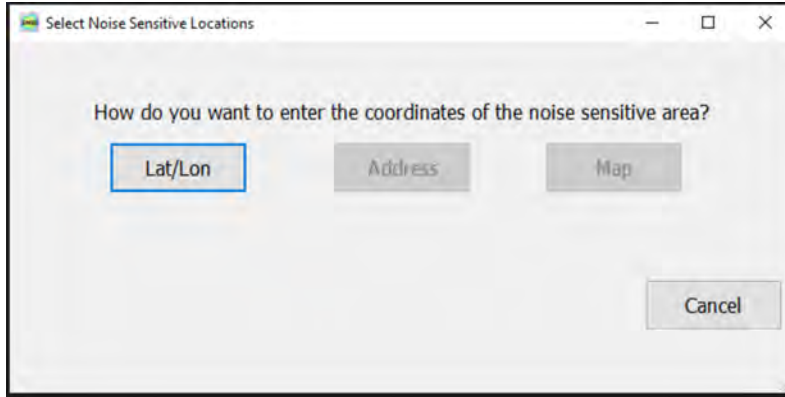 Select Noise Sensitive Locations
How do you want to enter the coordinates of the noise sensitive area?
Lat/Lon Address Map
Cancel